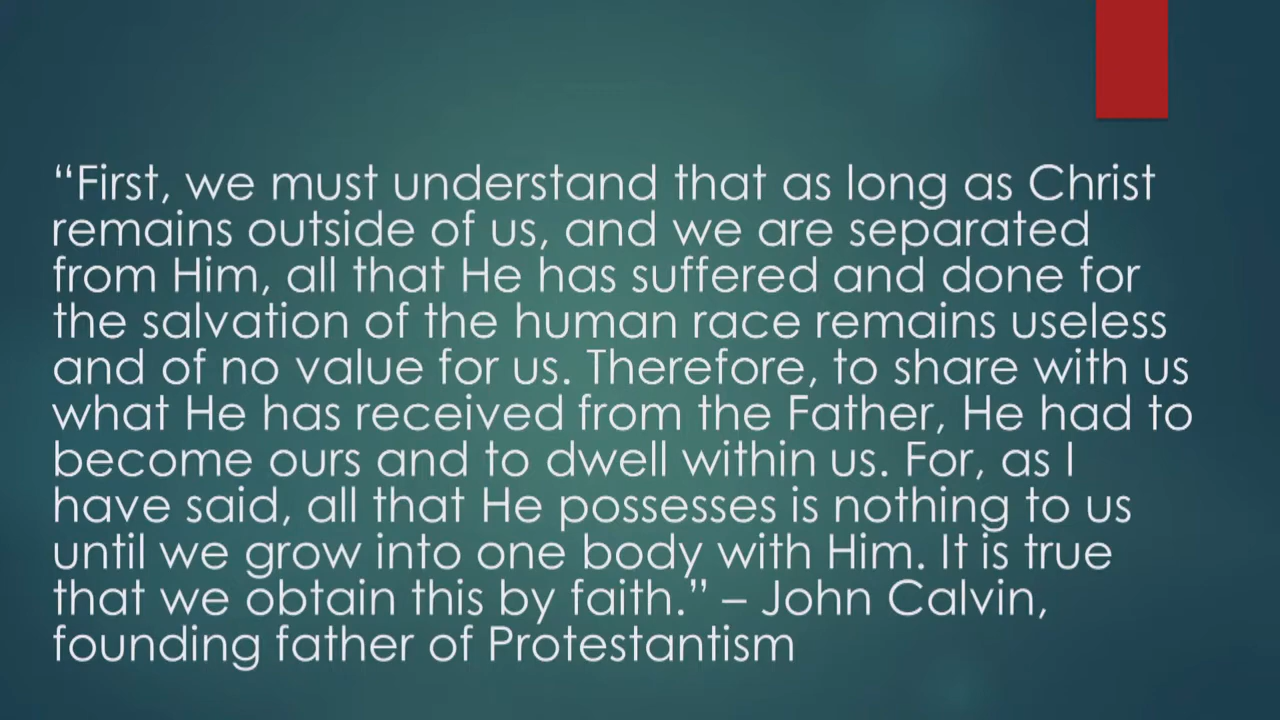 “First, we must understand that as long as Christ
remains outside of us, and we are separated
from Him, all that He has suffered and done for
the salvation of the human race remains useless
and of no value for us. Therefore, to share with us
what He has received from the Father, He had to
become ours and to dwell within us. For, as I
have said, all that He possesses is nothing to us
until we grow into one body with Him. It is true
that we obtain this by faith.” – John Calvin,
founding father of Protestantism